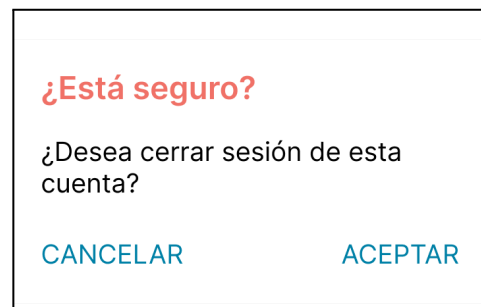 ¿Está seguro?
¿Desea cerrar sesión de esta
cuenta?
CANCELAR ACEPTAR